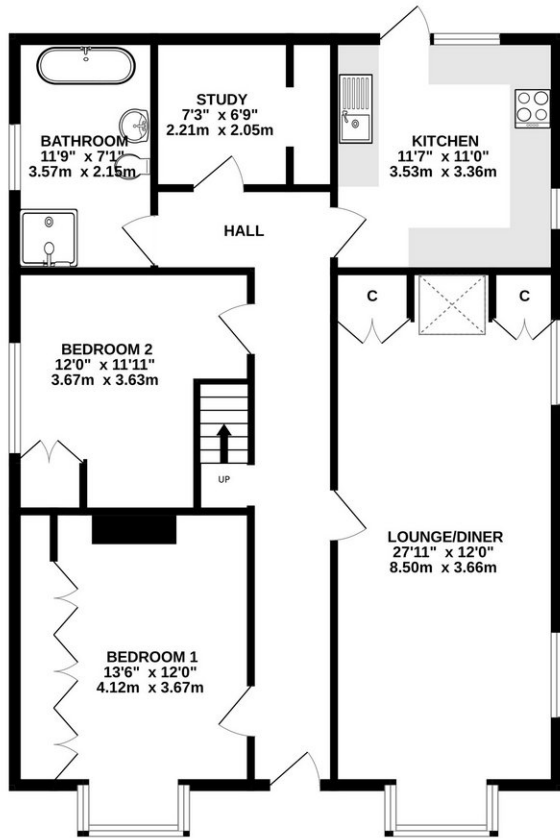 STUDY
7'3" x 6'9"
2.21m x 2.05m
BATHROOM
11'9" x 7'1"
3.57m x 2.15m
KITCHEN
11'7" x 11'0"
3.53m x 3.36m
HALL
C
C
BEDROOM 2
12'0" x 11'11"
3.67m x 3.63m
UP
LOUNGE/DINER
27'11" x 12'0"
8.50m x 3.66m
BEDROOM 1
13'6" x 12'0"
4.12m x 3.67m